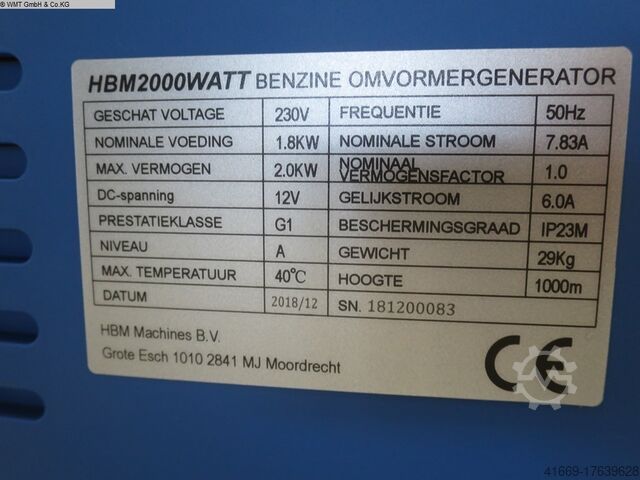 © WMT GmbH & Co.KG
HBM2000WATT BENZINE OMVORMERGENERATOR
GESCHAT VOLTAGE 230V FREQUENTIE 50Hz
NOMINALE VOEDING 1.8KW NOMINALE STROOM 7.83A
MAX. VERMOGEN 2.0KW NOMINAAL VERMOGENSFACTOR 1.0
DC-spanning 12V GELIJKSTROOM 6.0A
PRESTATIEKLASSE G1 BESCHERMINGSGRAAD IP23M
NIVEAU A GEWICHT 29Kg
MAX. TEMPERATUUR 40℃ HOOGTE 1000m
DATUM 2018/12 SN. 181200083
HBM Machines B.V.
Grote Esch 1010 2841 MJ Moordrecht
CE
41669-17639628